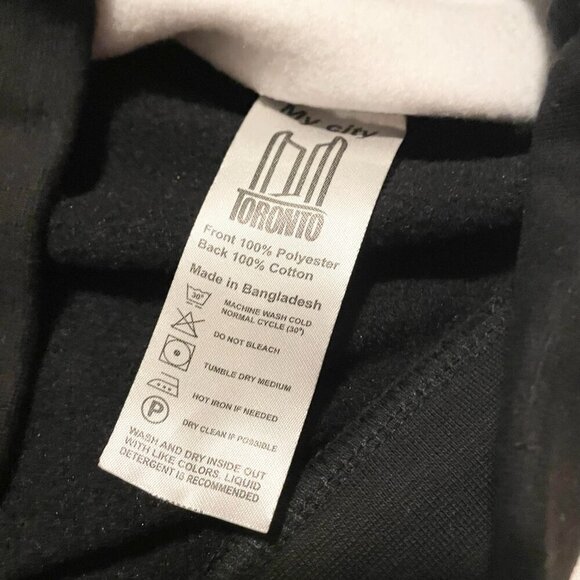 My city
TORONTO
Front 100% Polyester
Back 100% Cotton
Made in Bangladesh
30°
MACHINE WASH COLD
NORMAL CYCLE (30°)
DO NOT BLEACH
TUMBLE DRY MEDIUM
HOT IRON IF NEEDED
P
DRY CLEAN IF POSSIBLE
WASH AND DRY INSIDE OUT
WITH LIKE COLORS. LIQUID
DETERGENT IS RECOMMENDED